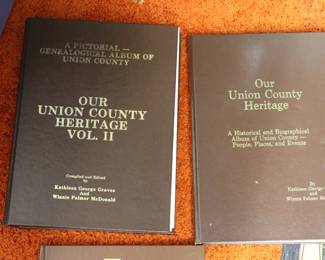 A PICTORIAL —
GENEALOGICAL ALBUM OF
UNION COUNTY
OUR
UNION COUNTY
HERITAGE
VOL. II
Compiled and Edited
by
Kathleen George Graves
And
Winnie Palmer McDonald
Our
Union County
Heritage
A Historical and Biographical
Album of Union County —
People, Places, and Events
By
Kathleen George
And
Winnie Palmer M